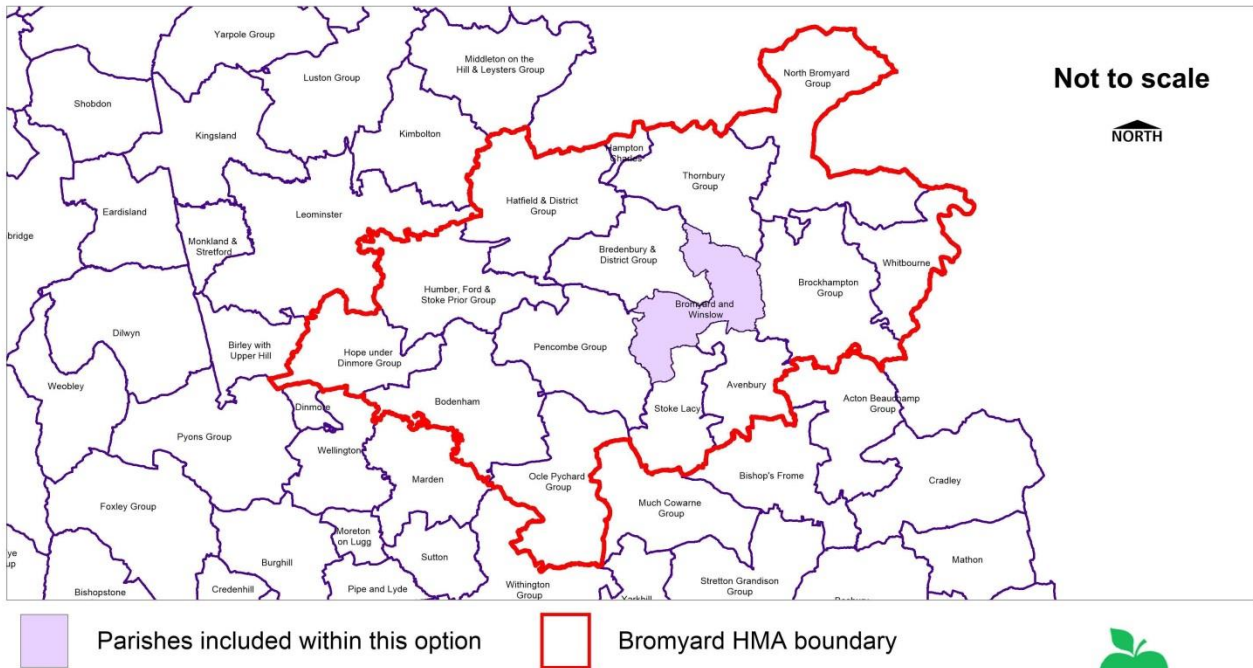 Yarpole Group
Middleton on the
Hill & Leysters Group
North Bromyard
Group
Not to scale
NORTH
Luston Group
Shobdon
Kingsland
Kimbolton
Hampton
Charles
Thornbury
Group
Hatfield & District
Group
Eardisland
Leominster
bridge
Monkland &
Stretford
Bredenbury &
District Group
Whitbourne
Brockhampton
Group
Humber, Ford &
Stoke Prior Group
Bromyard and
Winslow
Dilwyn
Birley with
Upper Hill
Hope under
Dinmore Group
Pencombe Group
Weobley
Avenbury
Bodenham
Acton Beauchamp
Group
Dinmore
Stoke Lacy
Pyons Group
Wellington
Marden
Ocle Pychard
Group
Bishop's Frome
Cradley
Foxley Group
Much Cowarne
Group
Moreton
on Lugg
Sutton
Burghill
ye
up
Mathon
Bishopstone
Credenhill
Pipe and Lyde
Withington
Group
Stretton Grandison
Group
Yarkhill
Parishes included within this option
Bromyard HMA boundary